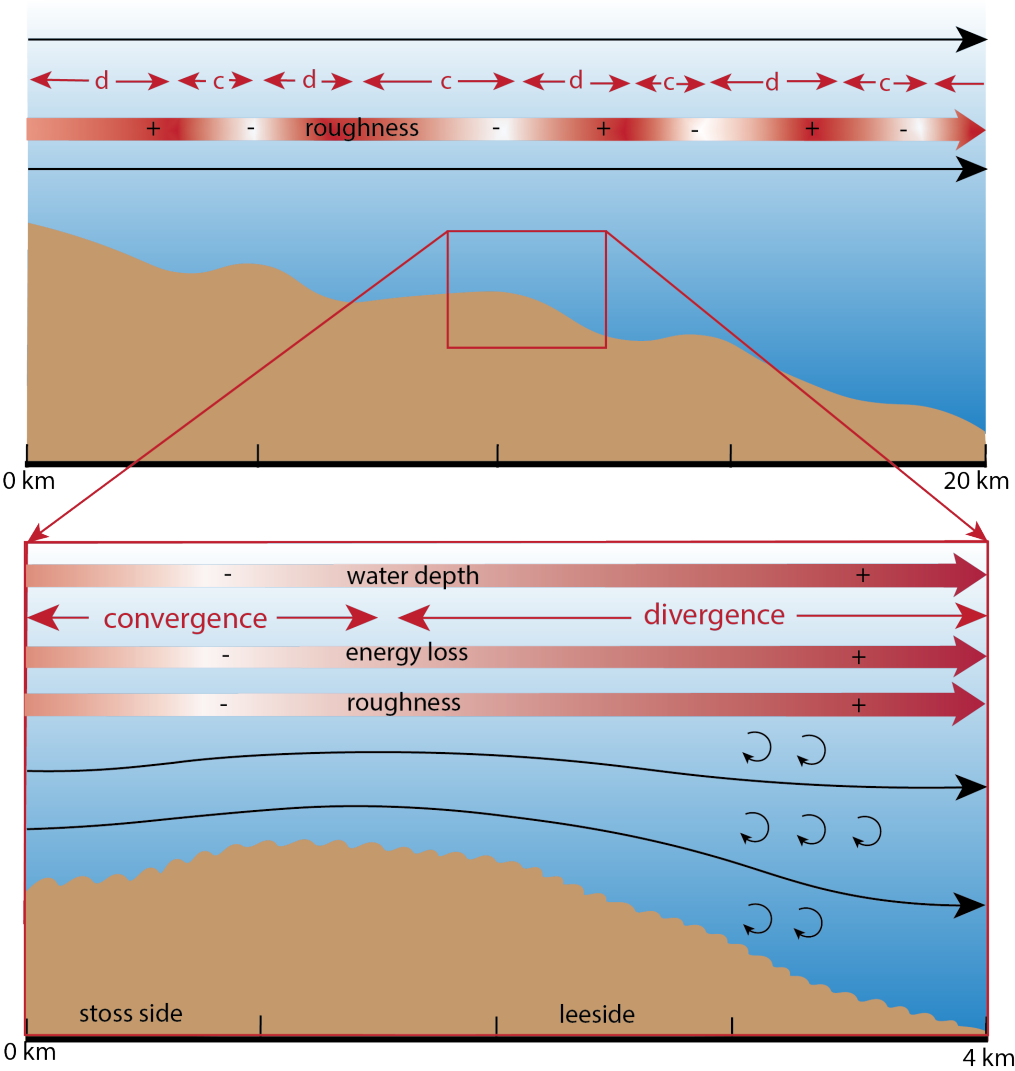 d c d c d c d c
+ - roughness - + - + -
0 km 20 km
- water depth +
convergence divergence
- energy loss +
- roughness +
stoss side leeside
0 km 4 km